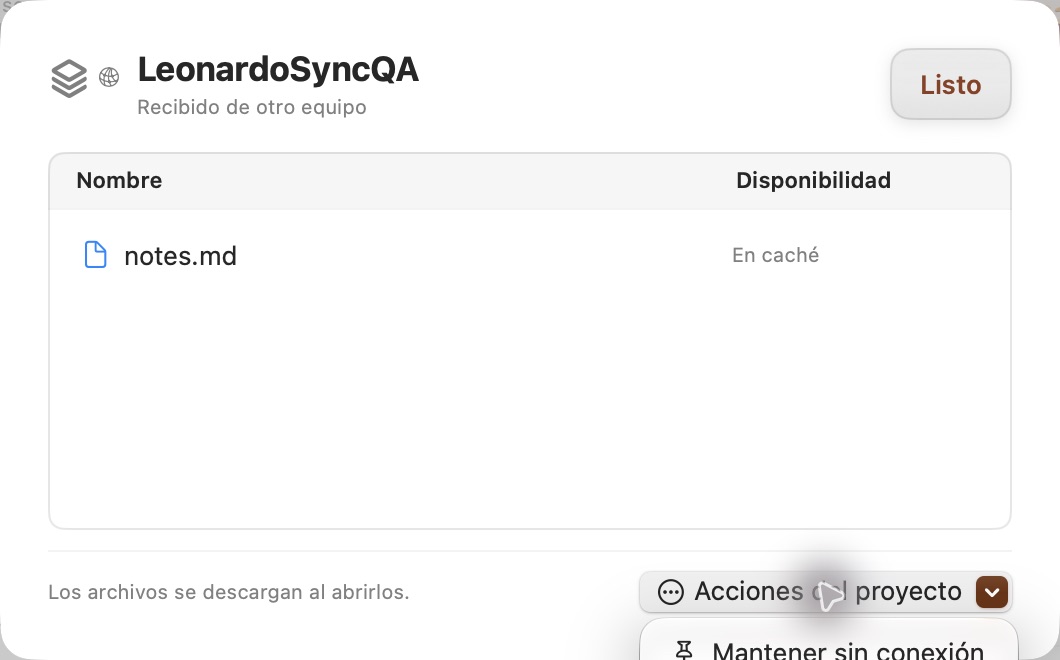 LeonardoSyncQA
Recibido de otro equipo
Listo
Nombre
Disponibilidad
notes.md
En caché
Los archivos se descargan al abrirlos.
Acciones del proyecto
Mantener sin conexión